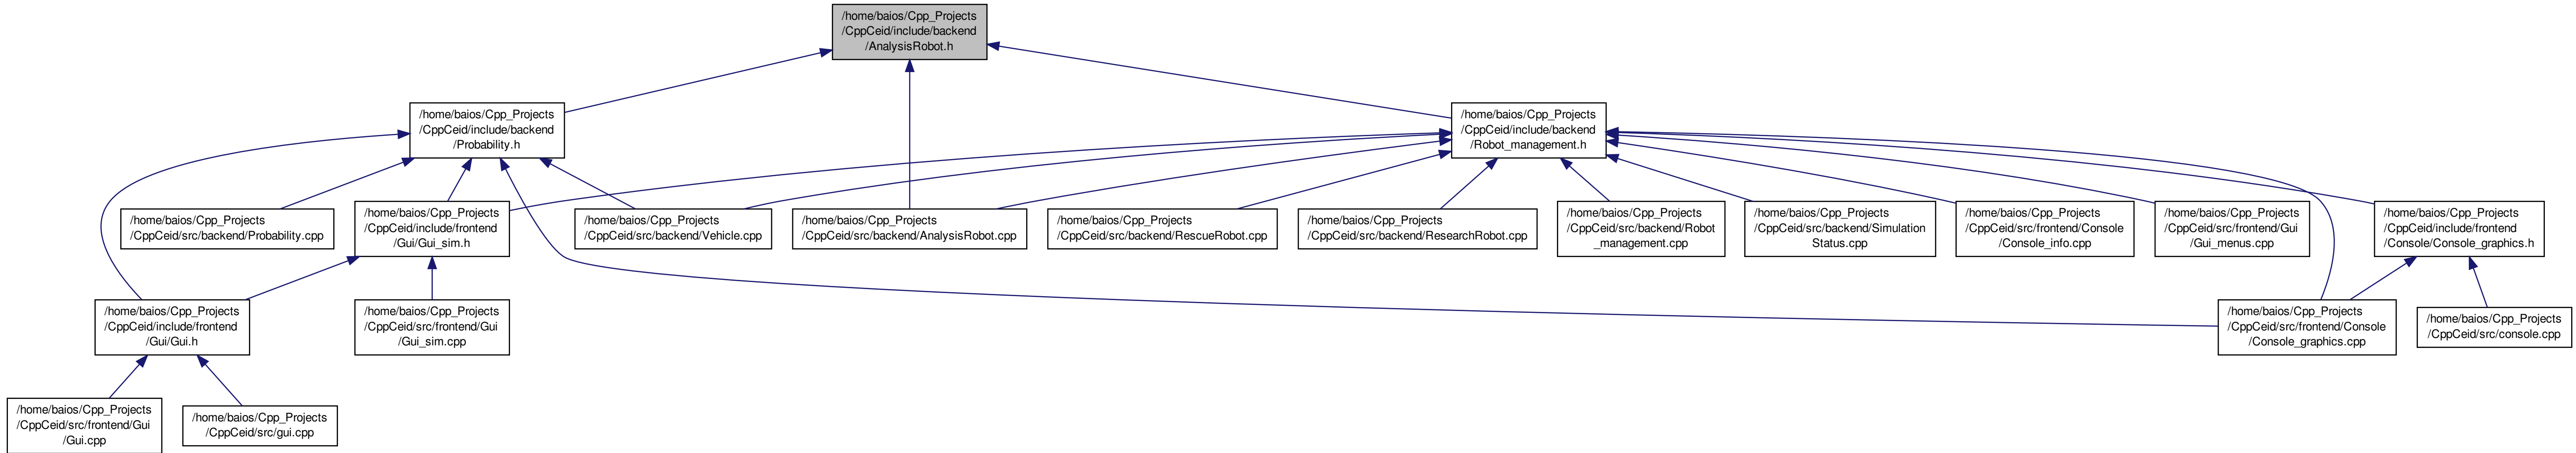 /home/baios/Cpp_Projects
/CppCeid/include/backend
/AnalysisRobot.h
/home/baios/Cpp_Projects
/CppCeid/include/backend
/Probability.h
/home/baios/Cpp_Projects
/CppCeid/include/backend
/Robot_management.h
/home/baios/Cpp_Projects
/CppCeid/src/backend/Probability.cpp
/home/baios/Cpp_Projects
/CppCeid/include/frontend
/Gui/Gui_sim.h
/home/baios/Cpp_Projects
/CppCeid/src/backend/Vehicle.cpp
/home/baios/Cpp_Projects
/CppCeid/src/backend/AnalysisRobot.cpp
/home/baios/Cpp_Projects
/CppCeid/src/backend/RescueRobot.cpp
/home/baios/Cpp_Projects
/CppCeid/src/backend/ResearchRobot.cpp
/home/baios/Cpp_Projects
/CppCeid/src/backend/Robot
_management.cpp
/home/baios/Cpp_Projects
/CppCeid/src/backend/Simulation
Status.cpp
/home/baios/Cpp_Projects
/CppCeid/src/frontend/Console
/Console_info.cpp
/home/baios/Cpp_Projects
/CppCeid/src/frontend/Gui
/Gui_menus.cpp
/home/baios/Cpp_Projects
/CppCeid/include/frontend
/Console/Console_graphics.h
/home/baios/Cpp_Projects
/CppCeid/include/frontend
/Gui/Gui.h
/home/baios/Cpp_Projects
/CppCeid/src/frontend/Gui
/Gui_sim.cpp
/home/baios/Cpp_Projects
/CppCeid/src/frontend/Console
/Console_graphics.cpp
/home/baios/Cpp_Projects
/CppCeid/src/console.cpp
/home/baios/Cpp_Projects
/CppCeid/src/frontend/Gui
/Gui.cpp
/home/baios/Cpp_Projects
/CppCeid/src/gui.cpp